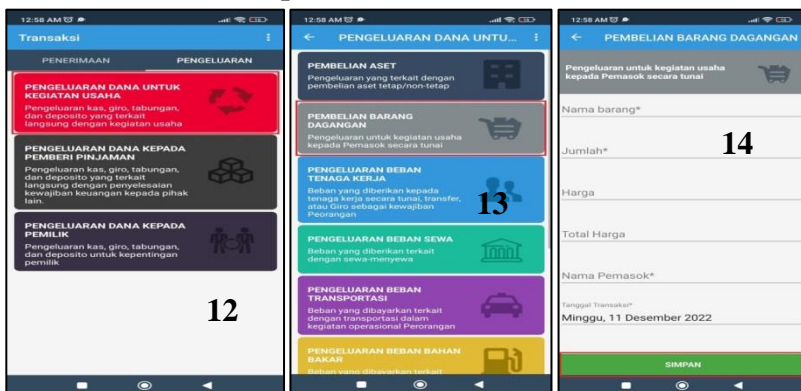 12:58 AM
Transaksi
PENERIMAAN PENGELUARAN
PENGELUARAN DANA UNTUK
KEGIATAN USAHA
Pengeluaran kas, giro, tabungan,
dan deposito yang terkait
langsung dengan kegiatan usaha
PENGELUARAN DANA KEPADA
PEMBERI PINJAMAN
Pengeluaran kas, giro, tabungan,
dan deposito yang terkait
langsung dengan penyelesaian
kewajiban keuangan kepada pihak
lain.
PENGELUARAN DANA KEPADA
PEMILIK
Pengeluaran kas, giro, tabungan,
dan deposito untuk kepentingan
pemilik
12
12:58 AM
PENGELUARAN DANA UNTU...
PEMBELIAN ASET
Pengeluaran yang terkait dengan
pembelian aset tetap/non-tetap
PEMBELIAN BARANG
DAGANGAN
Pengeluaran untuk kegiatan usaha
kepada Pemasok secara tunai
PENGELUARAN BEBAN
TENAGA KERJA
Beban yang diberikan kepada
tenaga kerja secara tunai, transfer,
atau Giro sebagai kewajiban
Peorangan
13
PENGELUARAN BEBAN SEWA
Beban yang diberikan terkait
dengan sewa-menyewa
PENGELUARAN BEBAN
TRANSPORTASI
Beban yang dibayarkan terkait
dengan transportasi dalam
kegiatan operasional Perorangan
PENGELUARAN BEBAN BAHAN
BAKAR
Beban yang dibayarkan terkait
12:58 AM
PEMBELIAN BARANG DAGANGAN
Pengeluaran untuk kegiatan usaha
kepada Pemasok secara tunai
Nama barang*
Jumlah*
14
Harga
Total Harga
Nama Pemasok*
Tanggal Transaksi*
Minggu, 11 Desember 2022
SIMPAN